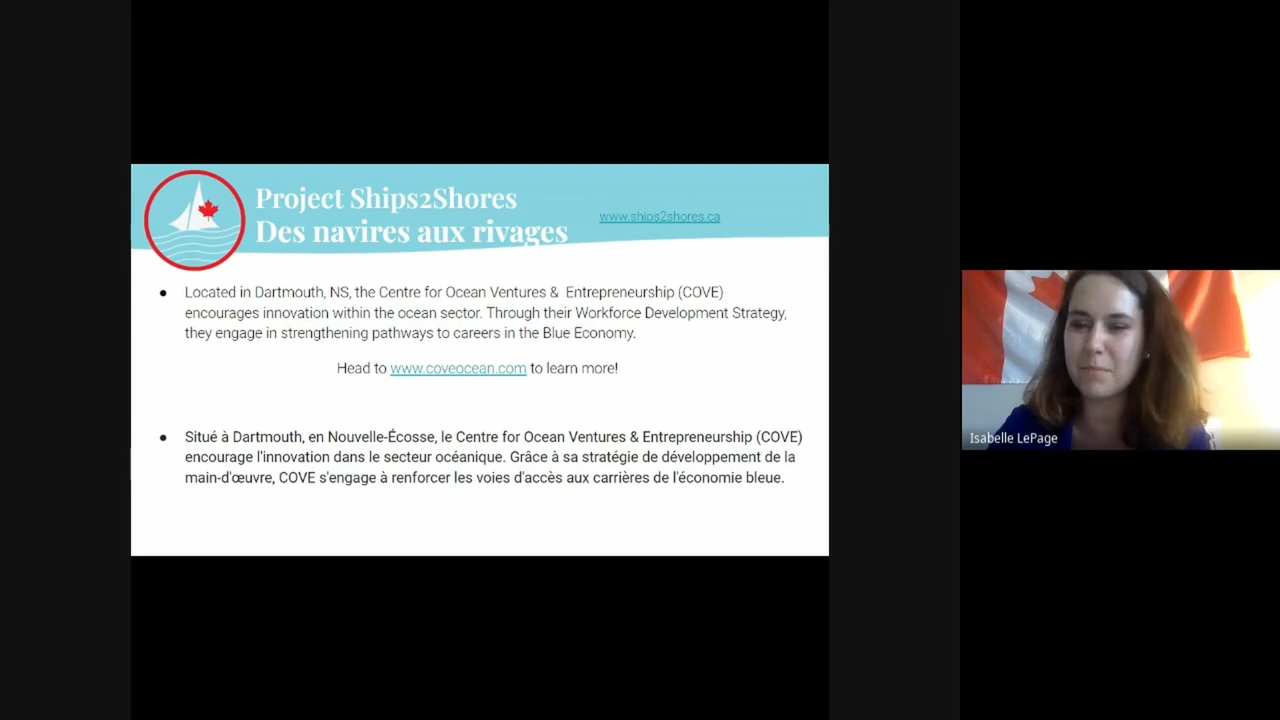 Project Ships2Shores
Des navires aux rivages
www.ships2shores.ca
● Located in Dartmouth, NS, the Centre for Ocean Ventures & Entrepreneurship (COVE)
encourages innovation within the ocean sector. Through their Workforce Development Strategy,
they engage in strengthening pathways to careers in the Blue Economy.
Head to www.coveocean.com to learn more!
● Situé à Dartmouth, en Nouvelle-Écosse, le Centre for Ocean Ventures & Entrepreneurship (COVE)
encourage l'innovation dans le secteur océanique. Grâce à sa stratégie de développement de la
main-d'œuvre, COVE s'engage à renforcer les voies d'accès aux carrières de l'économie bleue.
Isabelle LePage